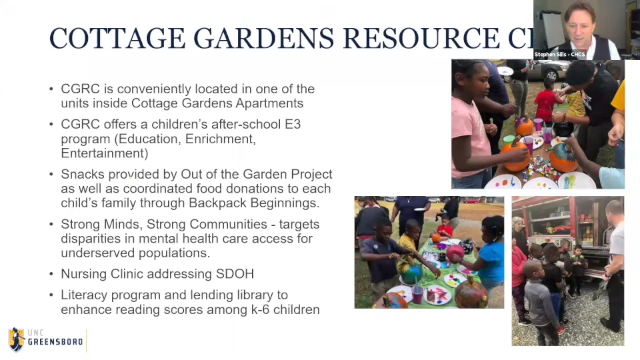 COTTAGE GARDENS RESOURCE
Stephen Sills - CHCS
• CGRC is conveniently located in one of the
units inside Cottage Gardens Apartments
• CGRC offers a children's after-school E3
program (Education, Enrichment,
Entertainment)
• Snacks provided by Out of the Garden Project
as well as coordinated food donations to each
child's family through Backpack Beginnings.
• Strong Minds, Strong Communities - targets
disparities in mental health care access for
underserved populations.
• Nursing Clinic addressing SDOH
• Literacy program and lending library to
enhance reading scores among k-6 children
UNC
GREENSBORO